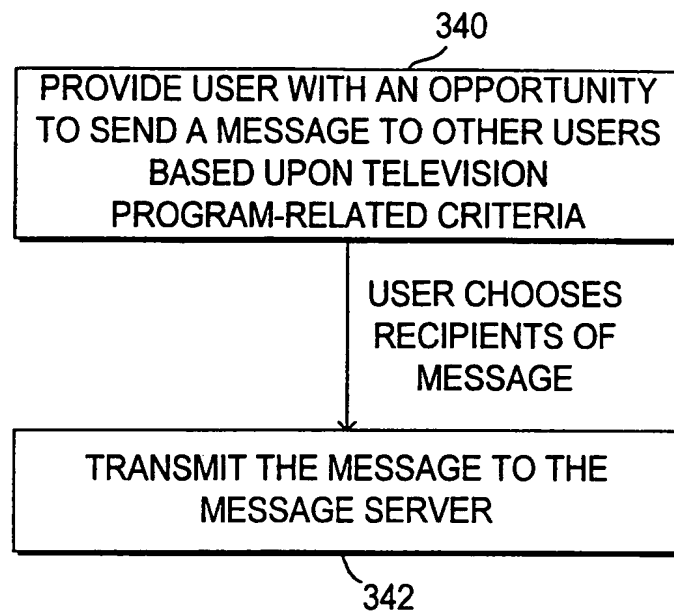 340
PROVIDE USER WITH AN OPPORTUNITY
TO SEND A MESSAGE TO OTHER USERS
BASED UPON TELEVISION
PROGRAM-RELATED CRITERIA
USER CHOOSES
RECIPIENTS OF
MESSAGE
TRANSMIT THE MESSAGE TO THE
MESSAGE SERVER
342